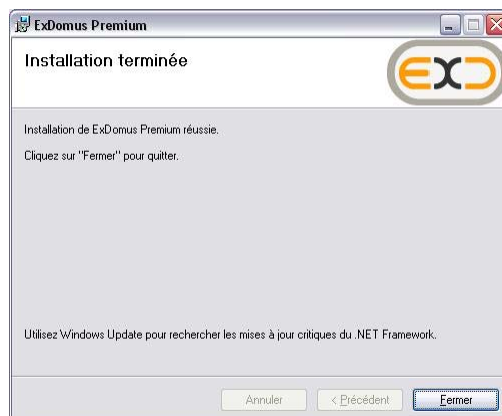 ExDomus Premium
Installation terminée
EXD
Installation de ExDomus Premium réussie.
Cliquez sur "Fermer" pour quitter.
Utilisez Windows Update pour rechercher les mises à jour critiques du .NET Framework.
Annuler
< Précédent
Fermer